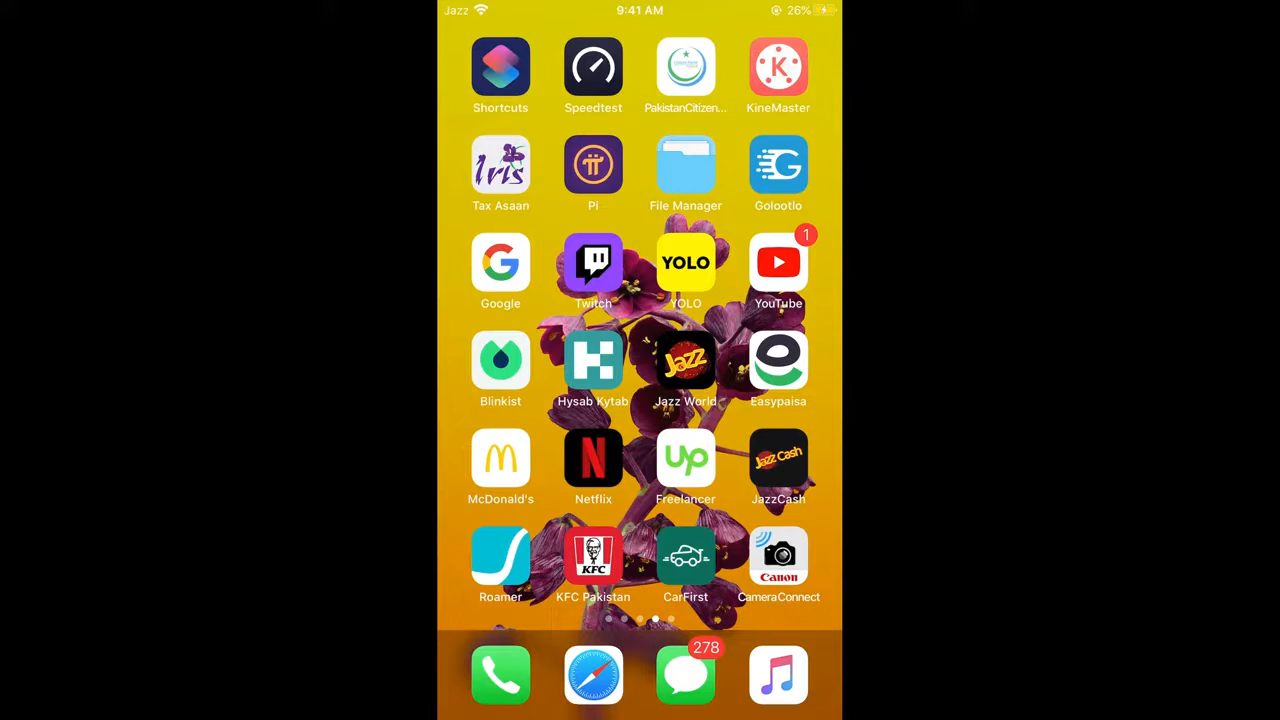 Jazz 9:41 AM 26%
Shortcuts Speedtest PakistanCitizen... KineMaster
K
Iris
Tax Asaan Pi File Manager Golootlo
G
G YOLO 1
Google Twitch YOLO YouTube
Jazz
Blinkist Hysab Kytab Jazz World Easypaisa
Up Jazz Cash
McDonald's Netflix Freelancer JazzCash
KFC Canon
Roamer KFC Pakistan CarFirst CameraConnect
278